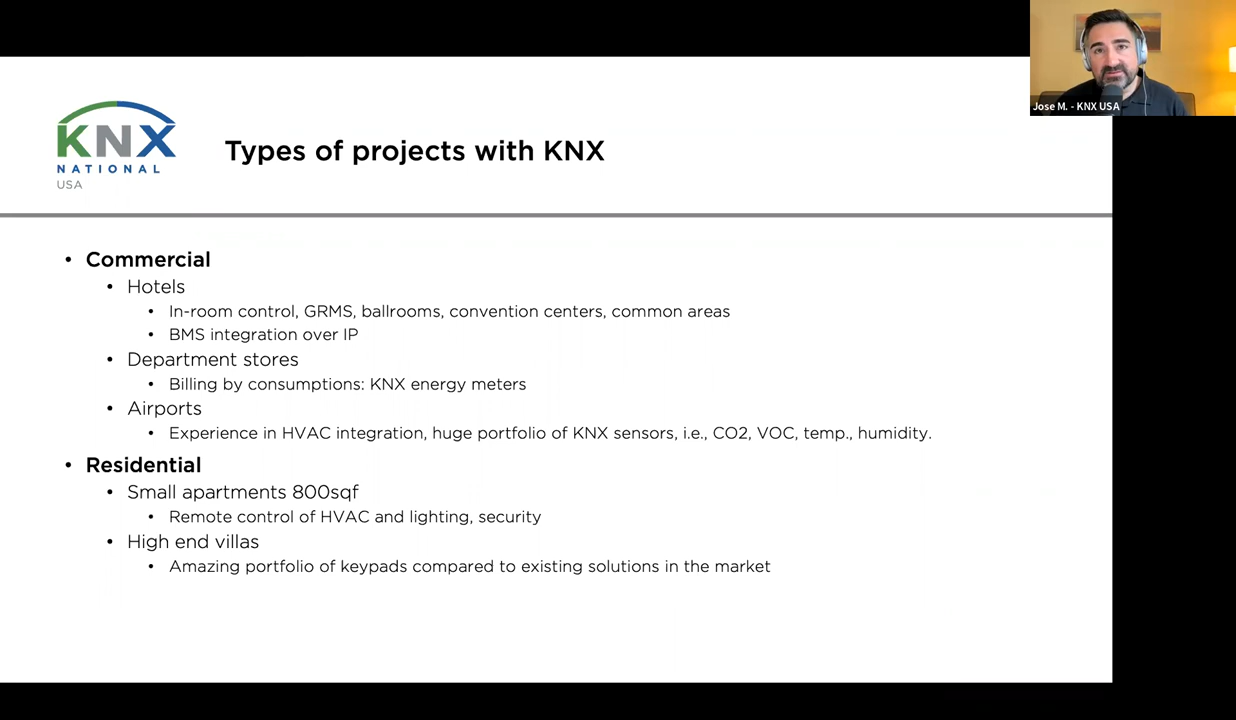 Jose M. - KNX USA
KNX
NATIONAL
USA
Types of projects with KNX
• Commercial
• Hotels
• In-room control, GRMS, ballrooms, convention centers, common areas
• BMS integration over IP
• Department stores
• Billing by consumptions: KNX energy meters
• Airports
• Experience in HVAC integration, huge portfolio of KNX sensors, i.e., CO2, VOC, temp., humidity.
• Residential
• Small apartments 800sqf
• Remote control of HVAC and lighting, security
• High end villas
• Amazing portfolio of keypads compared to existing solutions in the market